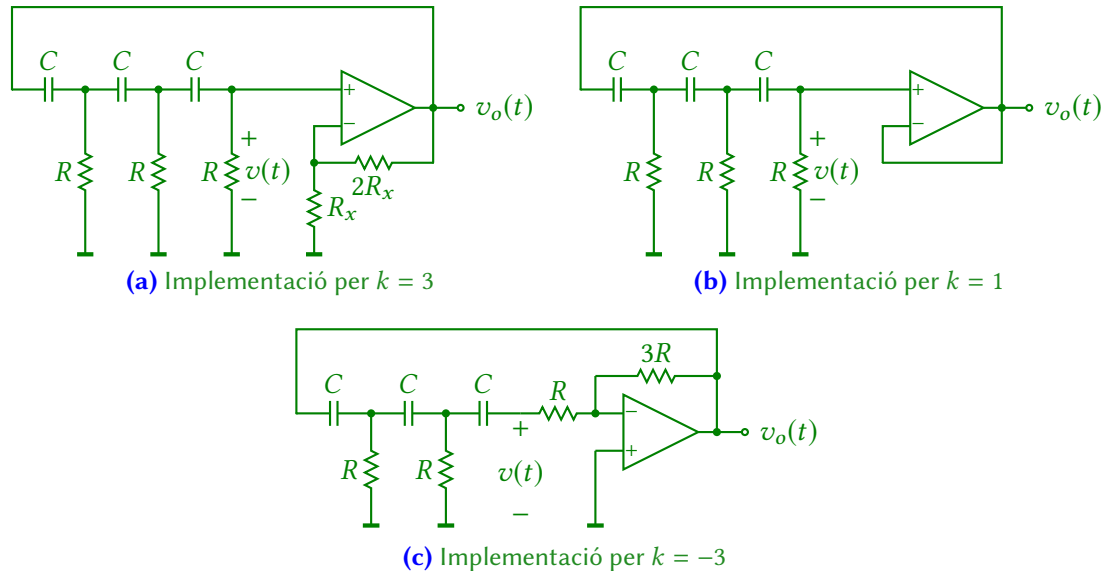 C C C
+
−
v_o(t)
R R R
+
v(t)
−
2R_x
R_x
(a) Implementació per k = 3
C C C
+
−
v_o(t)
R R R
+
v(t)
−
(b) Implementació per k = 1
3R
C C C R
−
+
v_o(t)
R R
+
v(t)
−
(c) Implementació per k = −3